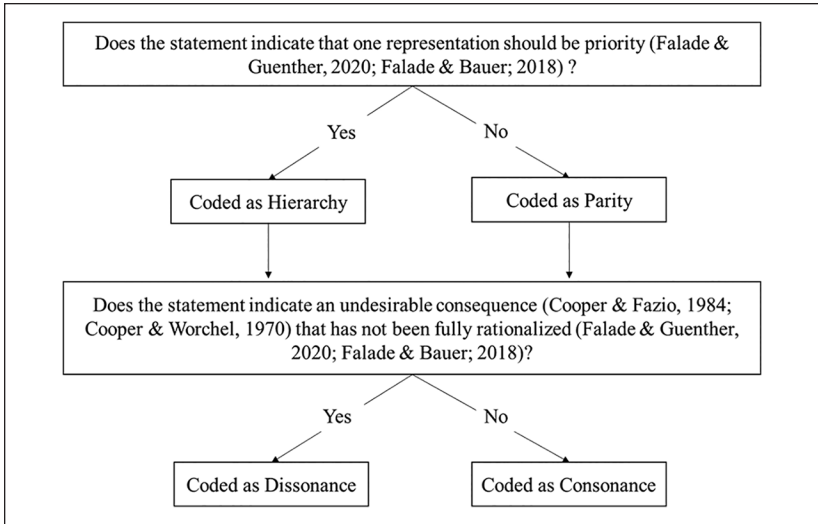 Does the statement indicate that one representation should be priority (Falade &
Guenther, 2020; Falade & Bauer; 2018) ?
Yes
No
Coded as Hierarchy
Coded as Parity
Does the statement indicate an undesirable consequence (Cooper & Fazio, 1984;
Cooper & Worchel, 1970) that has not been fully rationalized (Falade & Guenther,
2020; Falade & Bauer; 2018)?
Yes
No
Coded as Dissonance
Coded as Consonance